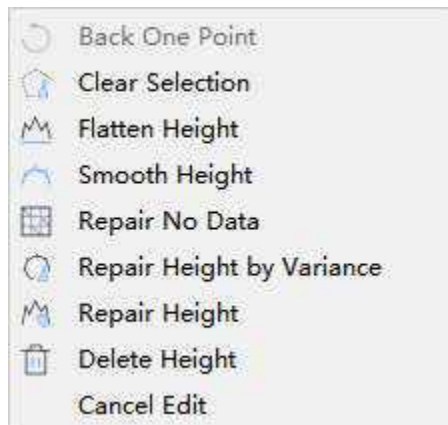 Back One Point
Clear Selection
Flatten Height
Smooth Height
Repair No Data
Repair Height by Variance
Repair Height
Delete Height
Cancel Edit